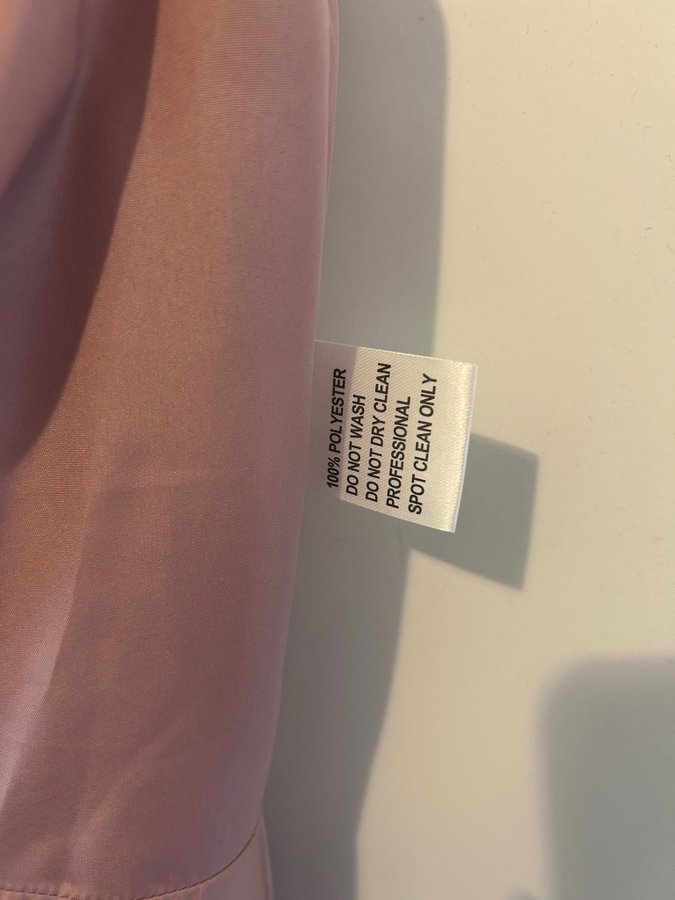 100% POLYESTER
DO NOT WASH
DO NOT DRY CLEAN
PROFESSIONAL
SPOT CLEAN ONLY